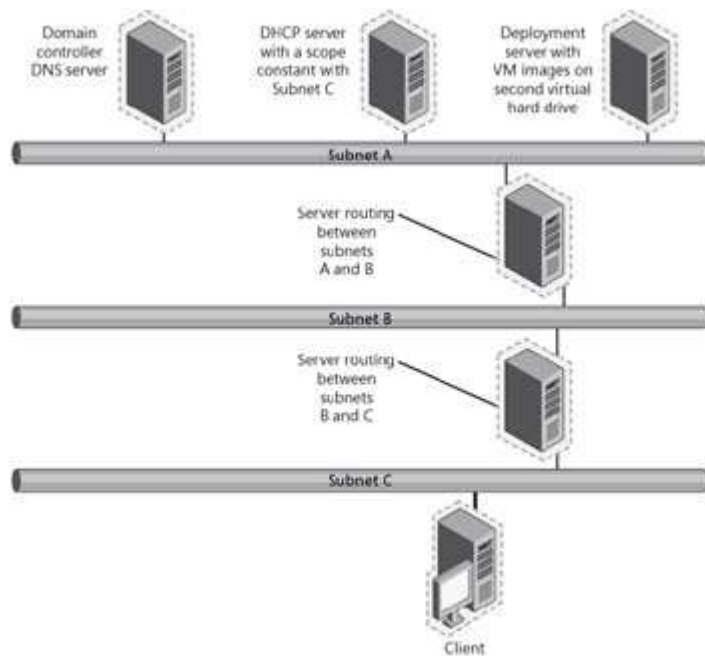 Domain
controller
DNS server
DHCP server
with a scope
constant with
Subnet C
Deployment
server with
VM images on
second virtual
hard drive
Subnet A
Server routing
between
subnets
A and B
Subnet B
Server routing
between
subnets
B and C
Subnet C
Client